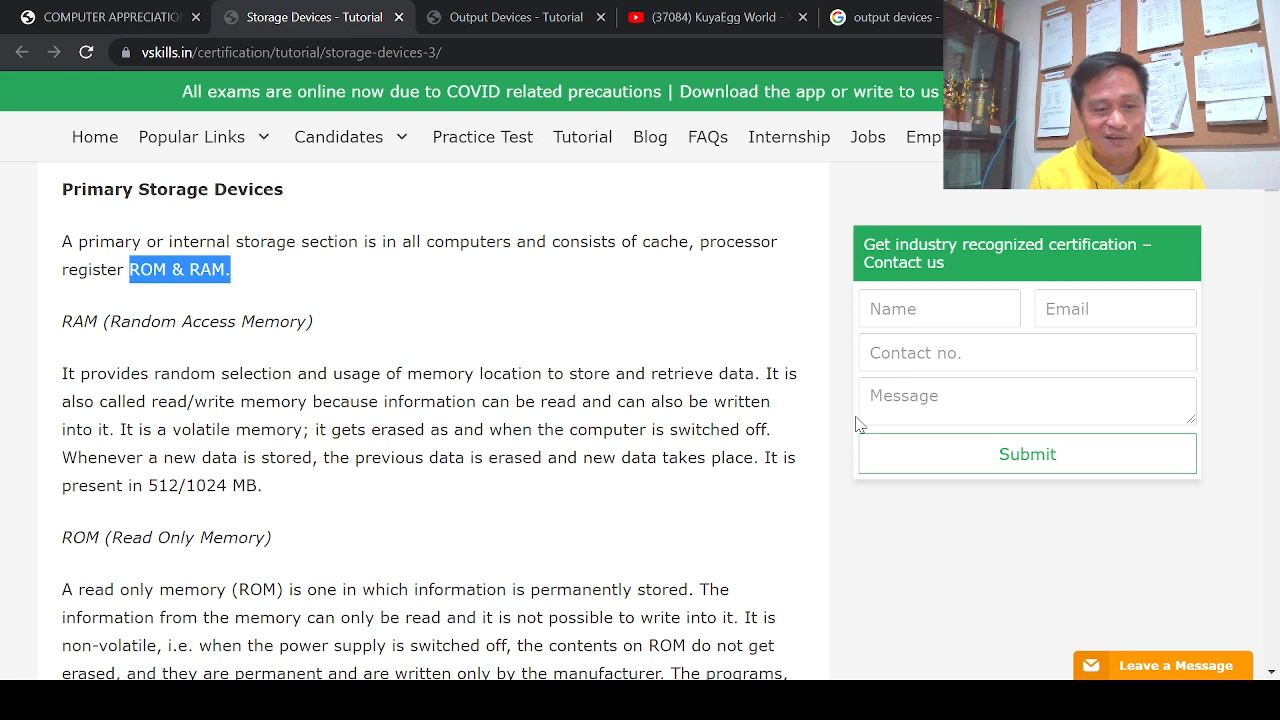 COMPUTER APPRECIATIO
Storage Devices - Tutorial
Output Devices - Tutorial
(37084) KuyaEgg World -
output devices -
vskills.in/certification/tutorial/storage-devices-3/
All exams are online now due to COVID related precautions | Download the app or write to us
Home Popular Links Candidates Practice Test Tutorial Blog FAQs Internship Jobs Emp
Primary Storage Devices
A primary or internal storage section is in all computers and consists of cache, processor
register ROM & RAM.
RAM (Random Access Memory)
It provides random selection and usage of memory location to store and retrieve data. It is
also called red/write memory because information can be read and can also be written
into it. It is a volatile memory; it gets erased as and when the computer is switched off.
Whenever a new data is stored, the previous data is erased and new data takes place. It is
present in 512/1024 MB.
ROM (Read Only Memory)
A read only memory (ROM) is one in which information is permanently stored. The
information from the memory can only be read and it is not possible to write into it. It is
non-volatile, i.e. when the power supply is switched off, the contents on ROM do not get
erased, and they are permanent and are written only by the manufacturer. The programs,
Get industry recognized certification –
Contact us
Name Email
Contact no.
Message
Submit
Leave a Message